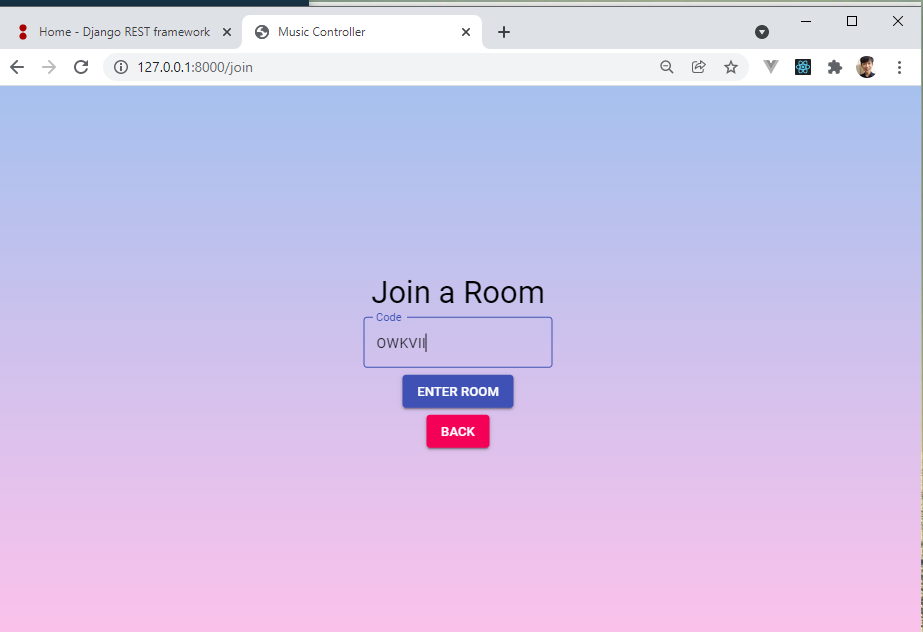 Home - Django REST framework
Music Controller
127.0.0.1:8000/join
Join a Room
Code
OWKVII
ENTER ROOM
BACK